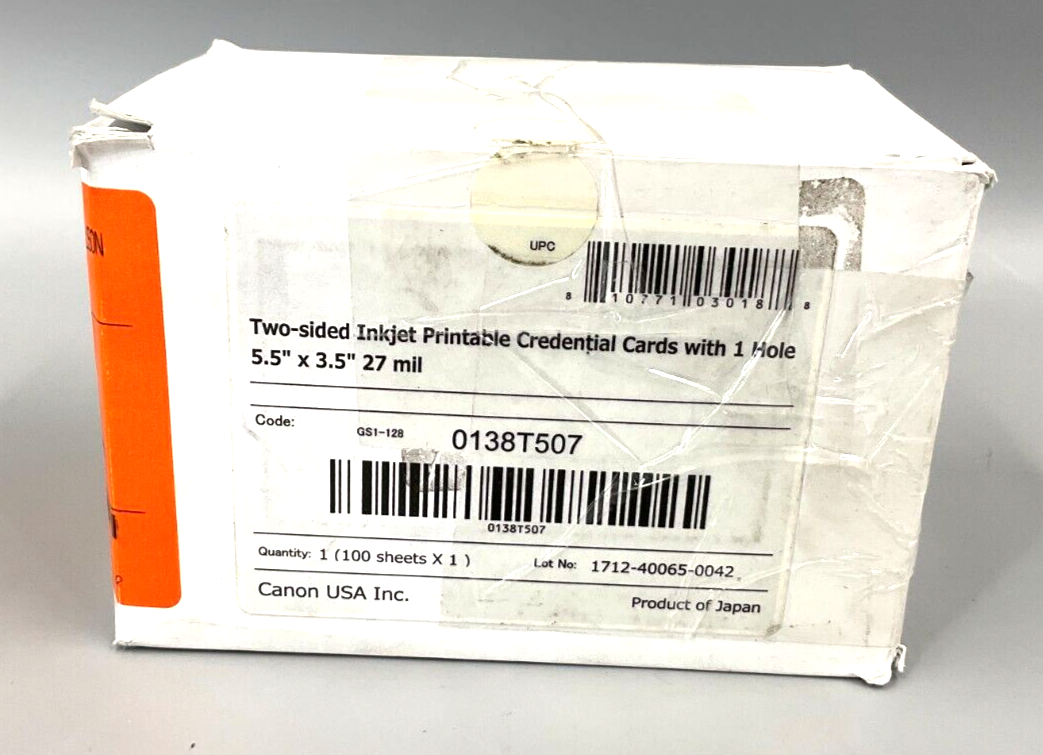 SON
UPC
8 10771 03018 8
Two-sided Inkjet Printable Credential Cards with 1 Hole
5.5" x 3.5" 27 mil
Code:
GS1-128
0138T507
0138T507
Quantity: 1 (100 sheets X 1 )
Lot No: 1712-40065-0042
Canon USA Inc.
Product of Japan